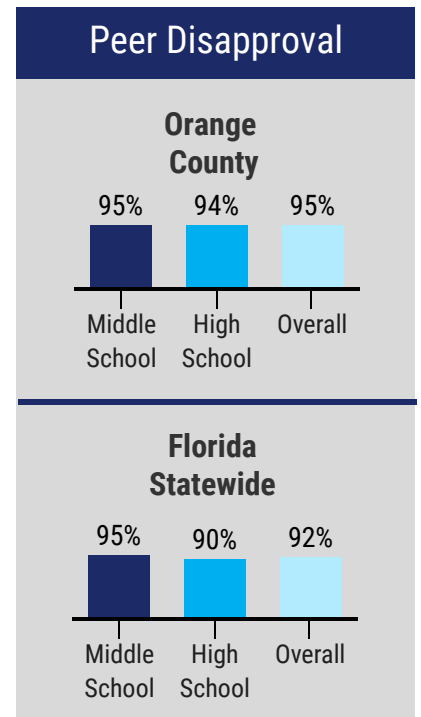 Peer Disapproval
Orange
County
95% 94% 95%
Middle School High School Overall
Florida
Statewide
95% 90% 92%
Middle School High School Overall